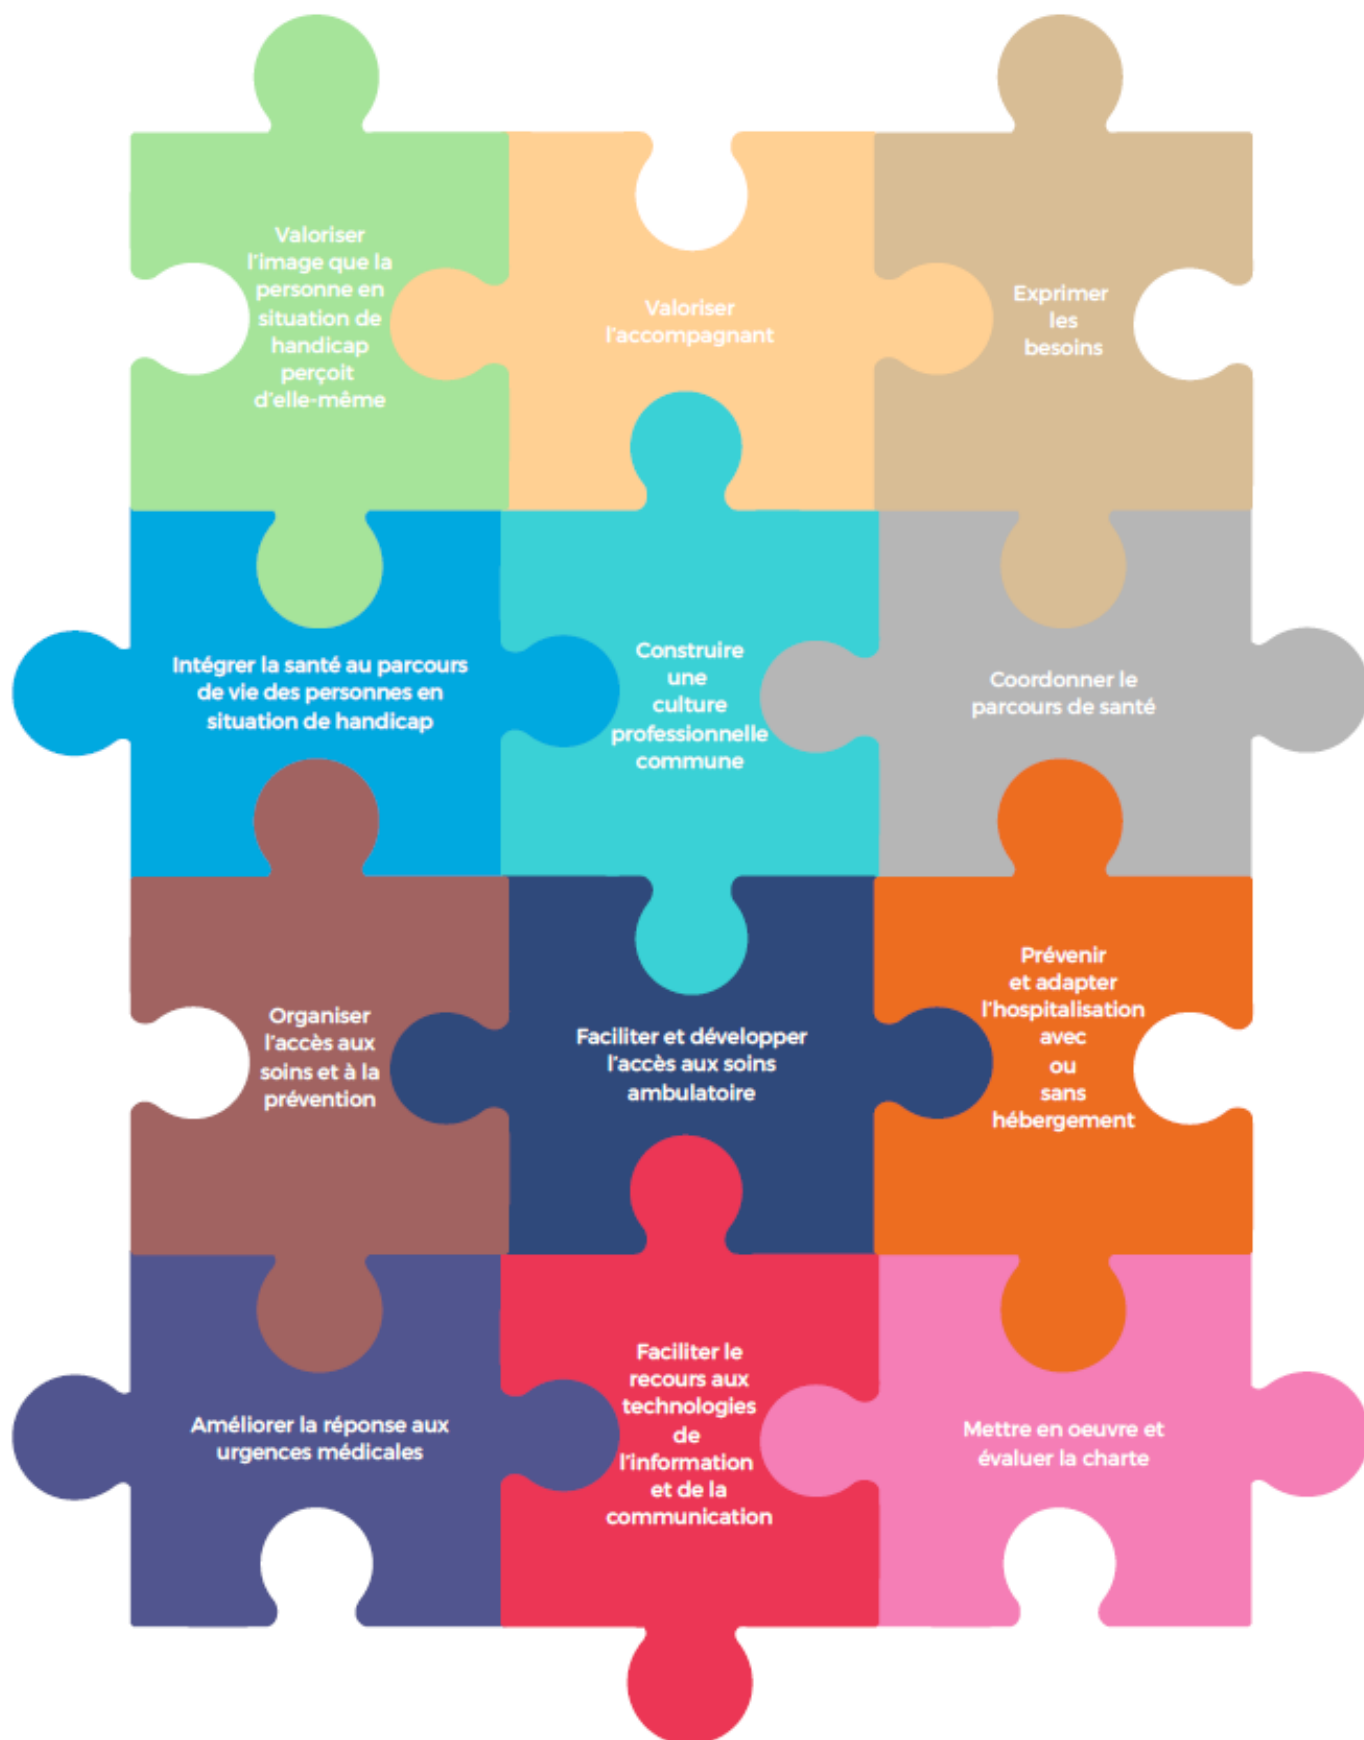 Valoriser
l'image que la
personne en
situation de
handicap
perçoit
d'elle-même
Valoriser
l'accompagnant
Exprimer
les
besoins
Intégrer la santé au parcours
de vie des personnes en
situation de handicap
Construire
une
culture
professionnelle
commune
Coordonner le
parcours de santé
Organiser
l'accès aux
soins et à la
prévention
Faciliter et développer
l'accès aux soins
ambulatoire
Prévenir
et adapter
l'hospitalisation
avec
ou
sans
hébergement
Améliorer la réponse aux
urgences médicales
Faciliter le
recours aux
technologies
de
l'information
et de la
communication
Mettre en oeuvre et
évaluer la charte